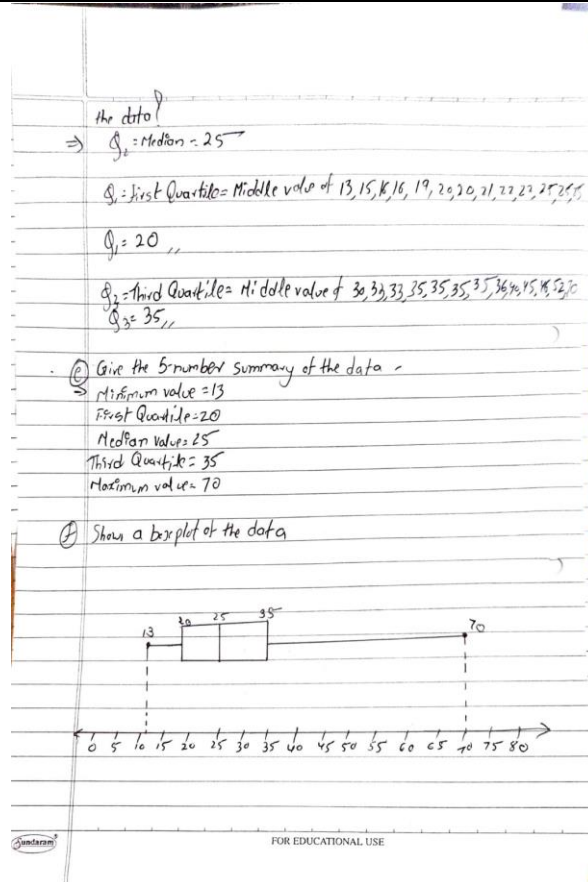 the data?
⇒ Q₂ = Median = 25
Q₁ = First Quartile = Middle value of 13, 15, 16, 16, 19, 20, 20, 21, 22, 22, 25, 25, 25
Q₁ = 20 ,,
Q₃ = Third Quartile = Middle value of 30, 33, 33, 35, 35, 35, 35, 36, 40, 45, 46, 52, 70
Q₃ = 35 ,,
(e) Give the 5-number summary of the data -
⇒ Minimum value = 13
First Quartile = 20
Median value = 25
Third Quartile = 35
Maximum value = 70
(f) Show a boxplot of the data
13 20 25 35 70
0 5 10 15 20 25 30 35 40 45 50 55 60 65 70 75 80
Sundaram
FOR EDUCATIONAL USE